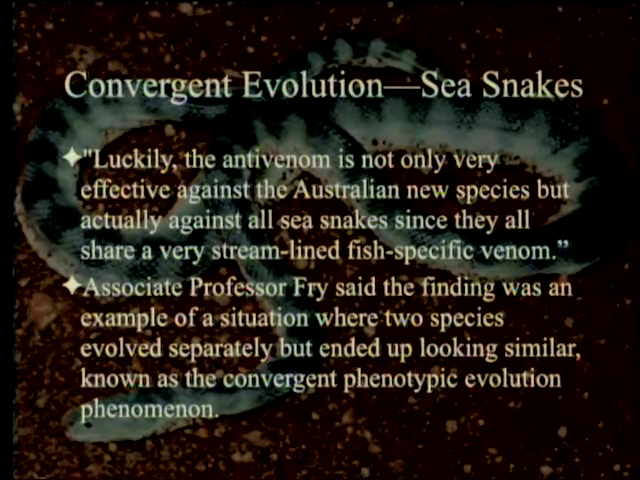 Convergent Evolution—Sea Snakes
✦"Luckily, the antivenom is not only very
effective against the Australian new species but
actually against all sea snakes since they all
share a very stream-lined fish-specific venom.”
✦Associate Professor Fry said the finding was an
example of a situation where two species
evolved separately but ended up looking similar,
known as the convergent phenotypic evolution
phenomenon.